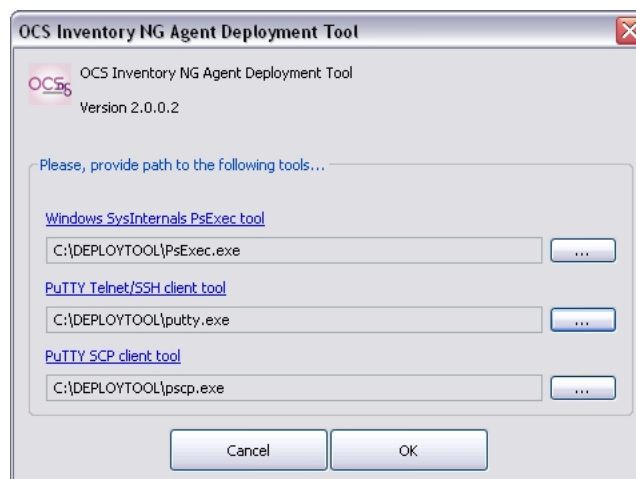 OCS Inventory NG Agent Deployment Tool
OCS Inventory NG Agent Deployment Tool
Version 2.0.0.2
Please, provide path to the following tools...
Windows SysInternals PsExec tool
C:\DEPLOYTOOL\PsExec.exe
...
PuTTY Telnet/SSH client tool
C:\DEPLOYTOOL\putty.exe
...
PuTTY SCP client tool
C:\DEPLOYTOOL\pscp.exe
...
Cancel
OK